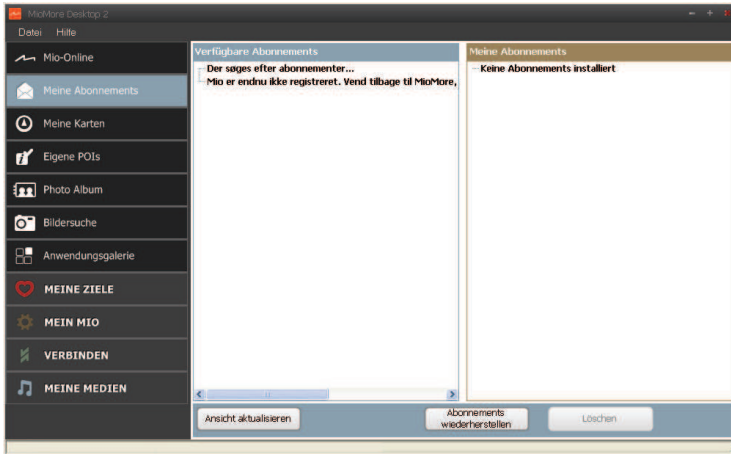 MioMore Desktop 2
Datei Hilfe
Mio-Online
Meine Abonnements
Meine Karten
Eigene POIs
Photo Album
Bildersuche
Anwendungsgalerie
MEINE ZIELE
MEIN MIO
VERBINDEN
MEINE MEDIEN
Verfügbare Abonnements
Der søges efter abonnementer...
Mio er endnu ikke registreret. Vend tilbage til MioMore,
Meine Abonnements
Keine Abonnements installiert
Ansicht aktualisieren
Abonnements
wiederherstellen
Löschen